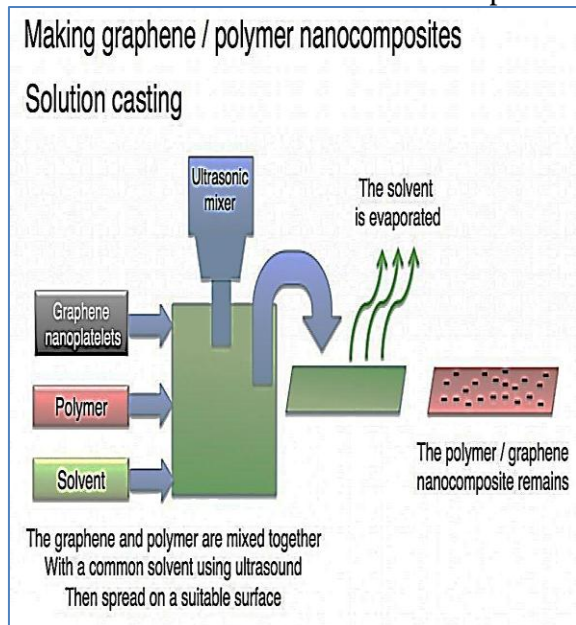 Making graphene / polymer nanocomposites
Solution casting
Ultrasonic
mixer
The solvent
is evaporated
Graphene
nanoplatelets
Polymer
Solvent
The polymer / graphene
nanocomposite remains
The graphene and polymer are mixed together
With a common solvent using ultrasound
Then spread on a suitable surface